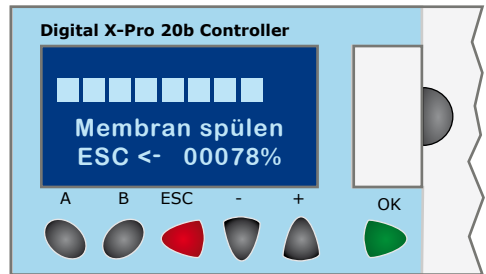 Digital X-Pro 20b Controller
Membran spülen
ESC <- 00078%
A B ESC - + OK